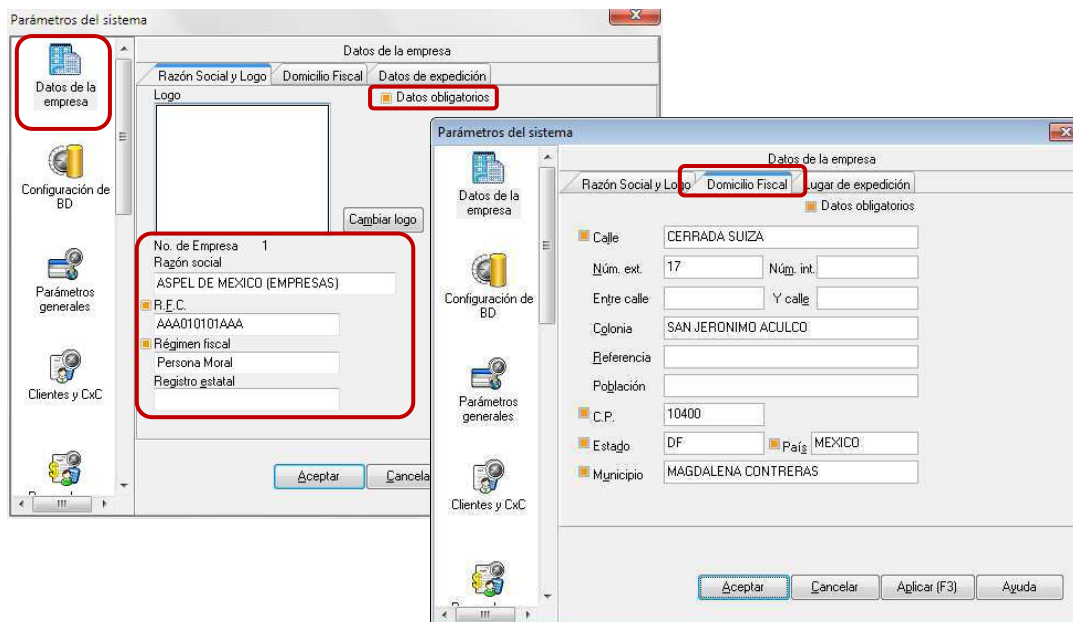 Parámetros del sistema
Datos de la empresa
Datos de la
empresa
Razón Social y Logo
Domicilio Fiscal
Datos de expedición
Logo
Datos obligatorios
Configuración de
BD
Cambiar logo
No. de Empresa 1
Razón social
ASPEL DE MEXICO (EMPRESAS)
R.F.C.
AAA010101AAA
Régimen fiscal
Persona Moral
Registro estatal
Parámetros
generales
Clientes y CxC
Aceptar
Cancela
Parámetros del sistema
Datos de la empresa
Datos de la
empresa
Razón Social y Logo
Domicilio Fiscal
Lugar de expedición
Datos obligatorios
Calle CERRADA SUIZA
Núm. ext. 17 Núm. int.
Entre calle Y calle
Configuración de
BD
Colonia SAN JERONIMO ACULCO
Referencia
Población
Parámetros
generales
C.P. 10400
Estado DF País MEXICO
Municipio MAGDALENA CONTRERAS
Clientes y CxC
Aceptar Cancelar Aplicar (F3) Ayuda